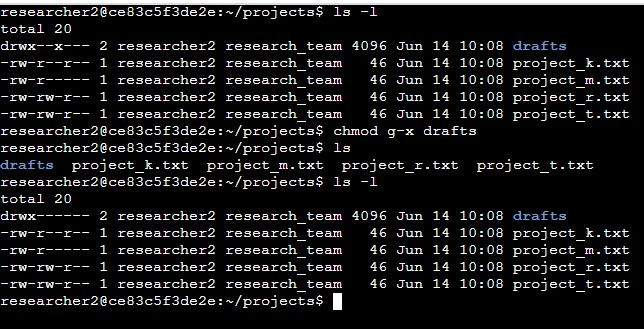 researcher2@ce83c5f3de2e:~/projects$ ls -l
total 20
drwx--x--- 2 researcher2 research_team 4096 Jun 14 10:08 drafts
-rw-r--r-- 1 researcher2 research_team   46 Jun 14 10:08 project_k.txt
-rw-r----- 1 researcher2 research_team   46 Jun 14 10:08 project_m.txt
-rw-rw-r-- 1 researcher2 research_team   46 Jun 14 10:08 project_r.txt
-rw-rw-r-- 1 researcher2 research_team   46 Jun 14 10:08 project_t.txt
researcher2@ce83c5f3de2e:~/projects$ chmod g-x drafts
researcher2@ce83c5f3de2e:~/projects$ ls
drafts  project_k.txt  project_m.txt  project_r.txt  project_t.txt
researcher2@ce83c5f3de2e:~/projects$ ls -l
total 20
drwx------ 2 researcher2 research_team 4096 Jun 14 10:08 drafts
-rw-r--r-- 1 researcher2 research_team   46 Jun 14 10:08 project_k.txt
-rw-r----- 1 researcher2 research_team   46 Jun 14 10:08 project_m.txt
-rw-rw-r-- 1 researcher2 research_team   46 Jun 14 10:08 project_r.txt
-rw-rw-r-- 1 researcher2 research_team   46 Jun 14 10:08 project_t.txt
researcher2@ce83c5f3de2e:~/projects$